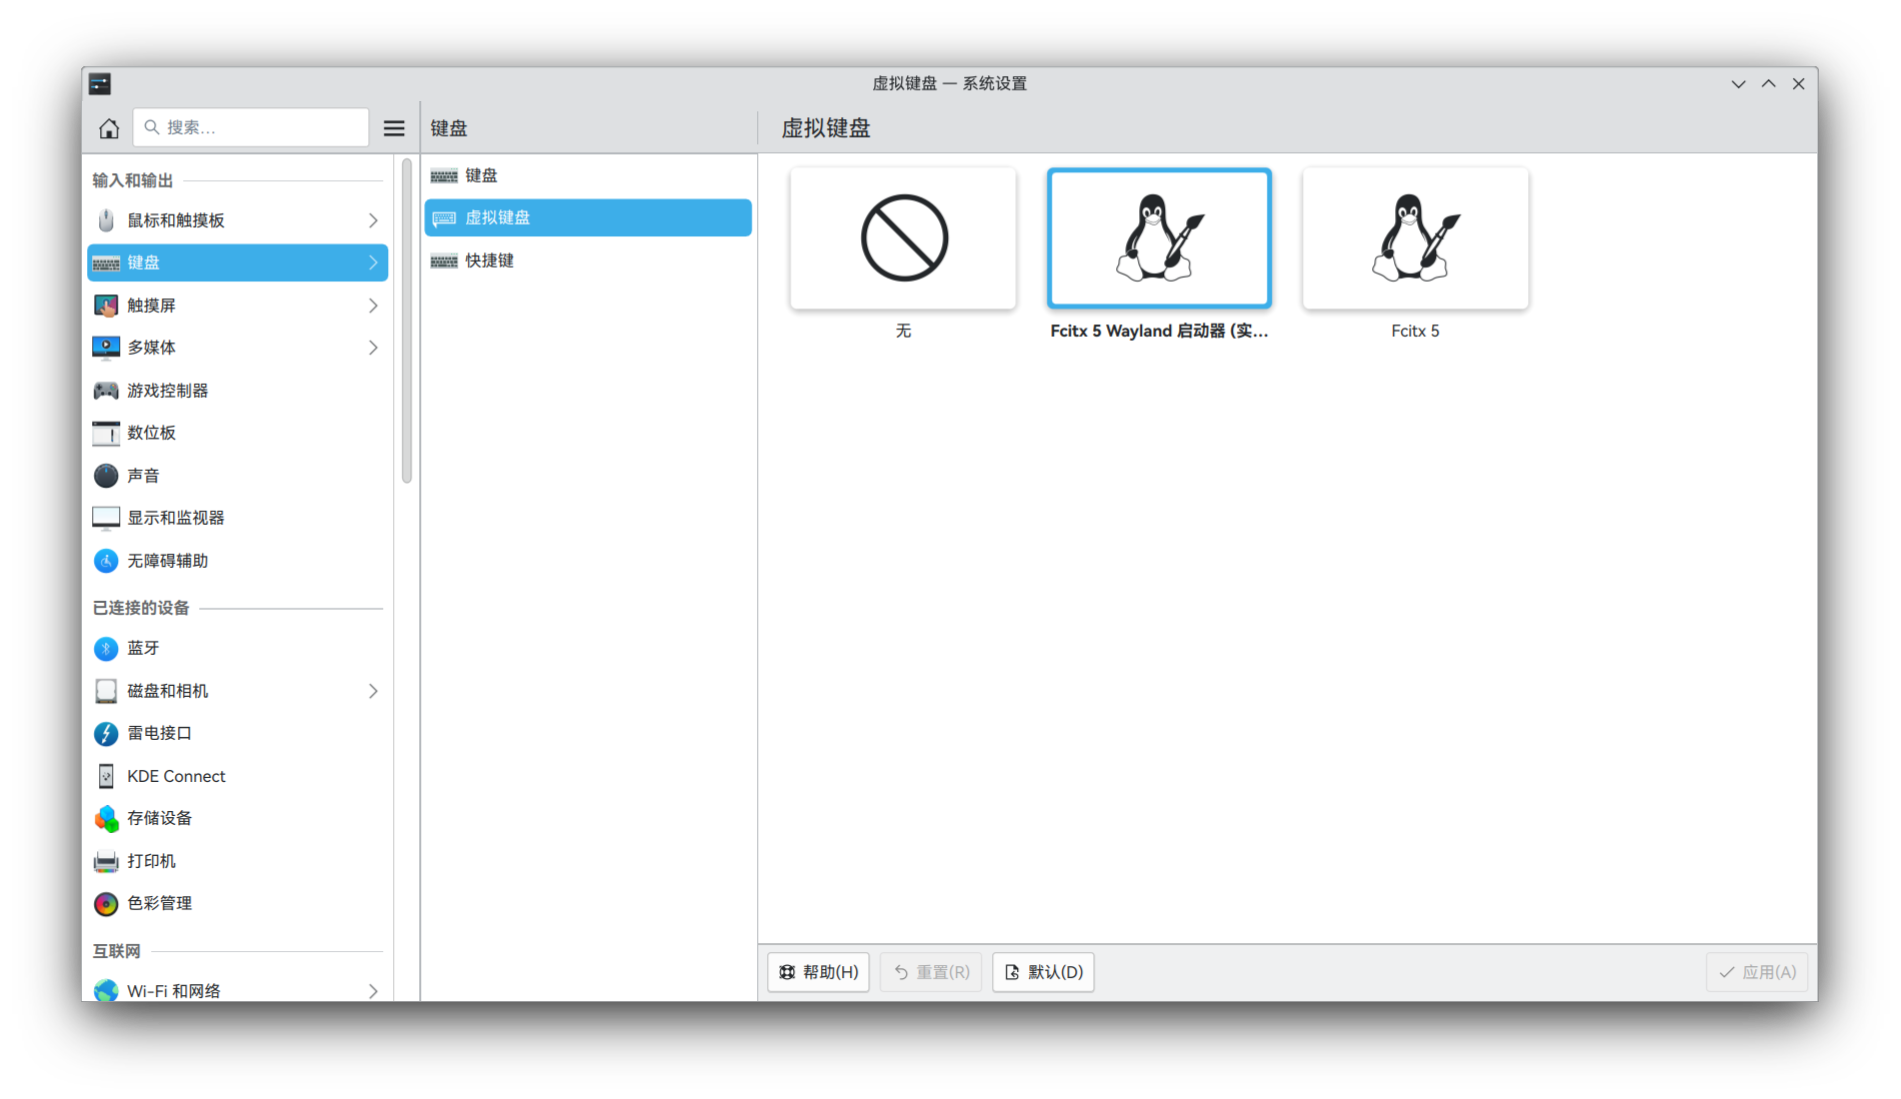 虚拟键盘 — 系统设置
搜索...
键盘
虚拟键盘
输入和输出
鼠标和触摸板
键盘
触摸屏
多媒体
游戏控制器
数位板
声音
显示和监视器
无障碍辅助
已连接的设备
蓝牙
磁盘和相机
雷电接口
KDE Connect
存储设备
打印机
色彩管理
互联网
Wi-Fi 和网络
键盘
虚拟键盘
快捷键
无
Fcitx 5 Wayland 启动器 (实...
Fcitx 5
帮助(H)
重置(R)
默认(D)
应用(A)